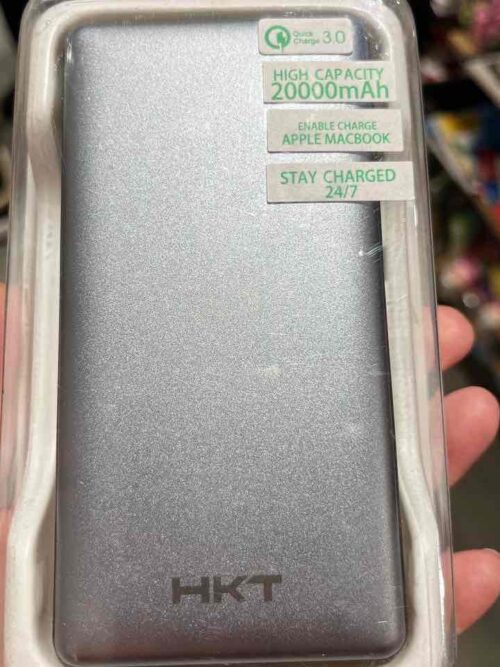 Quick
Charge 3.0
HIGH CAPACITY
20000mAh
ENABLE CHARGE
APPLE MACBOOK
STAY CHARGED
24/7
HKT